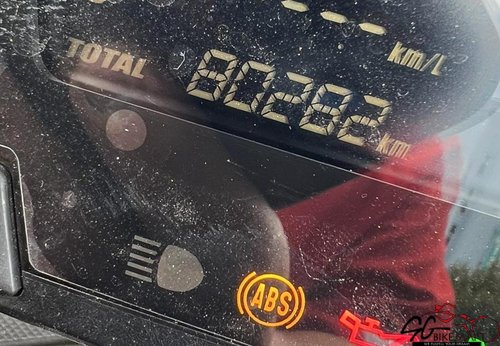 --- km/L
TOTAL 80282 km
ABS